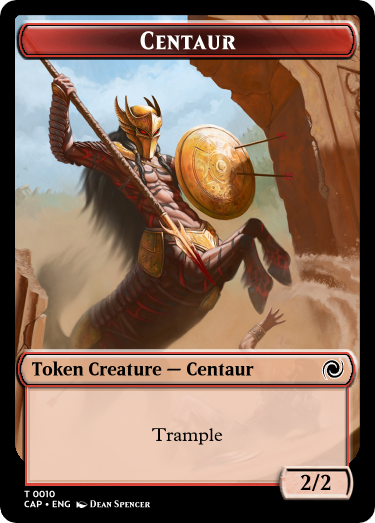 Centaur
Token Creature — Centaur
Trample
2/2
T 0010
CAP • ENG Dean Spencer